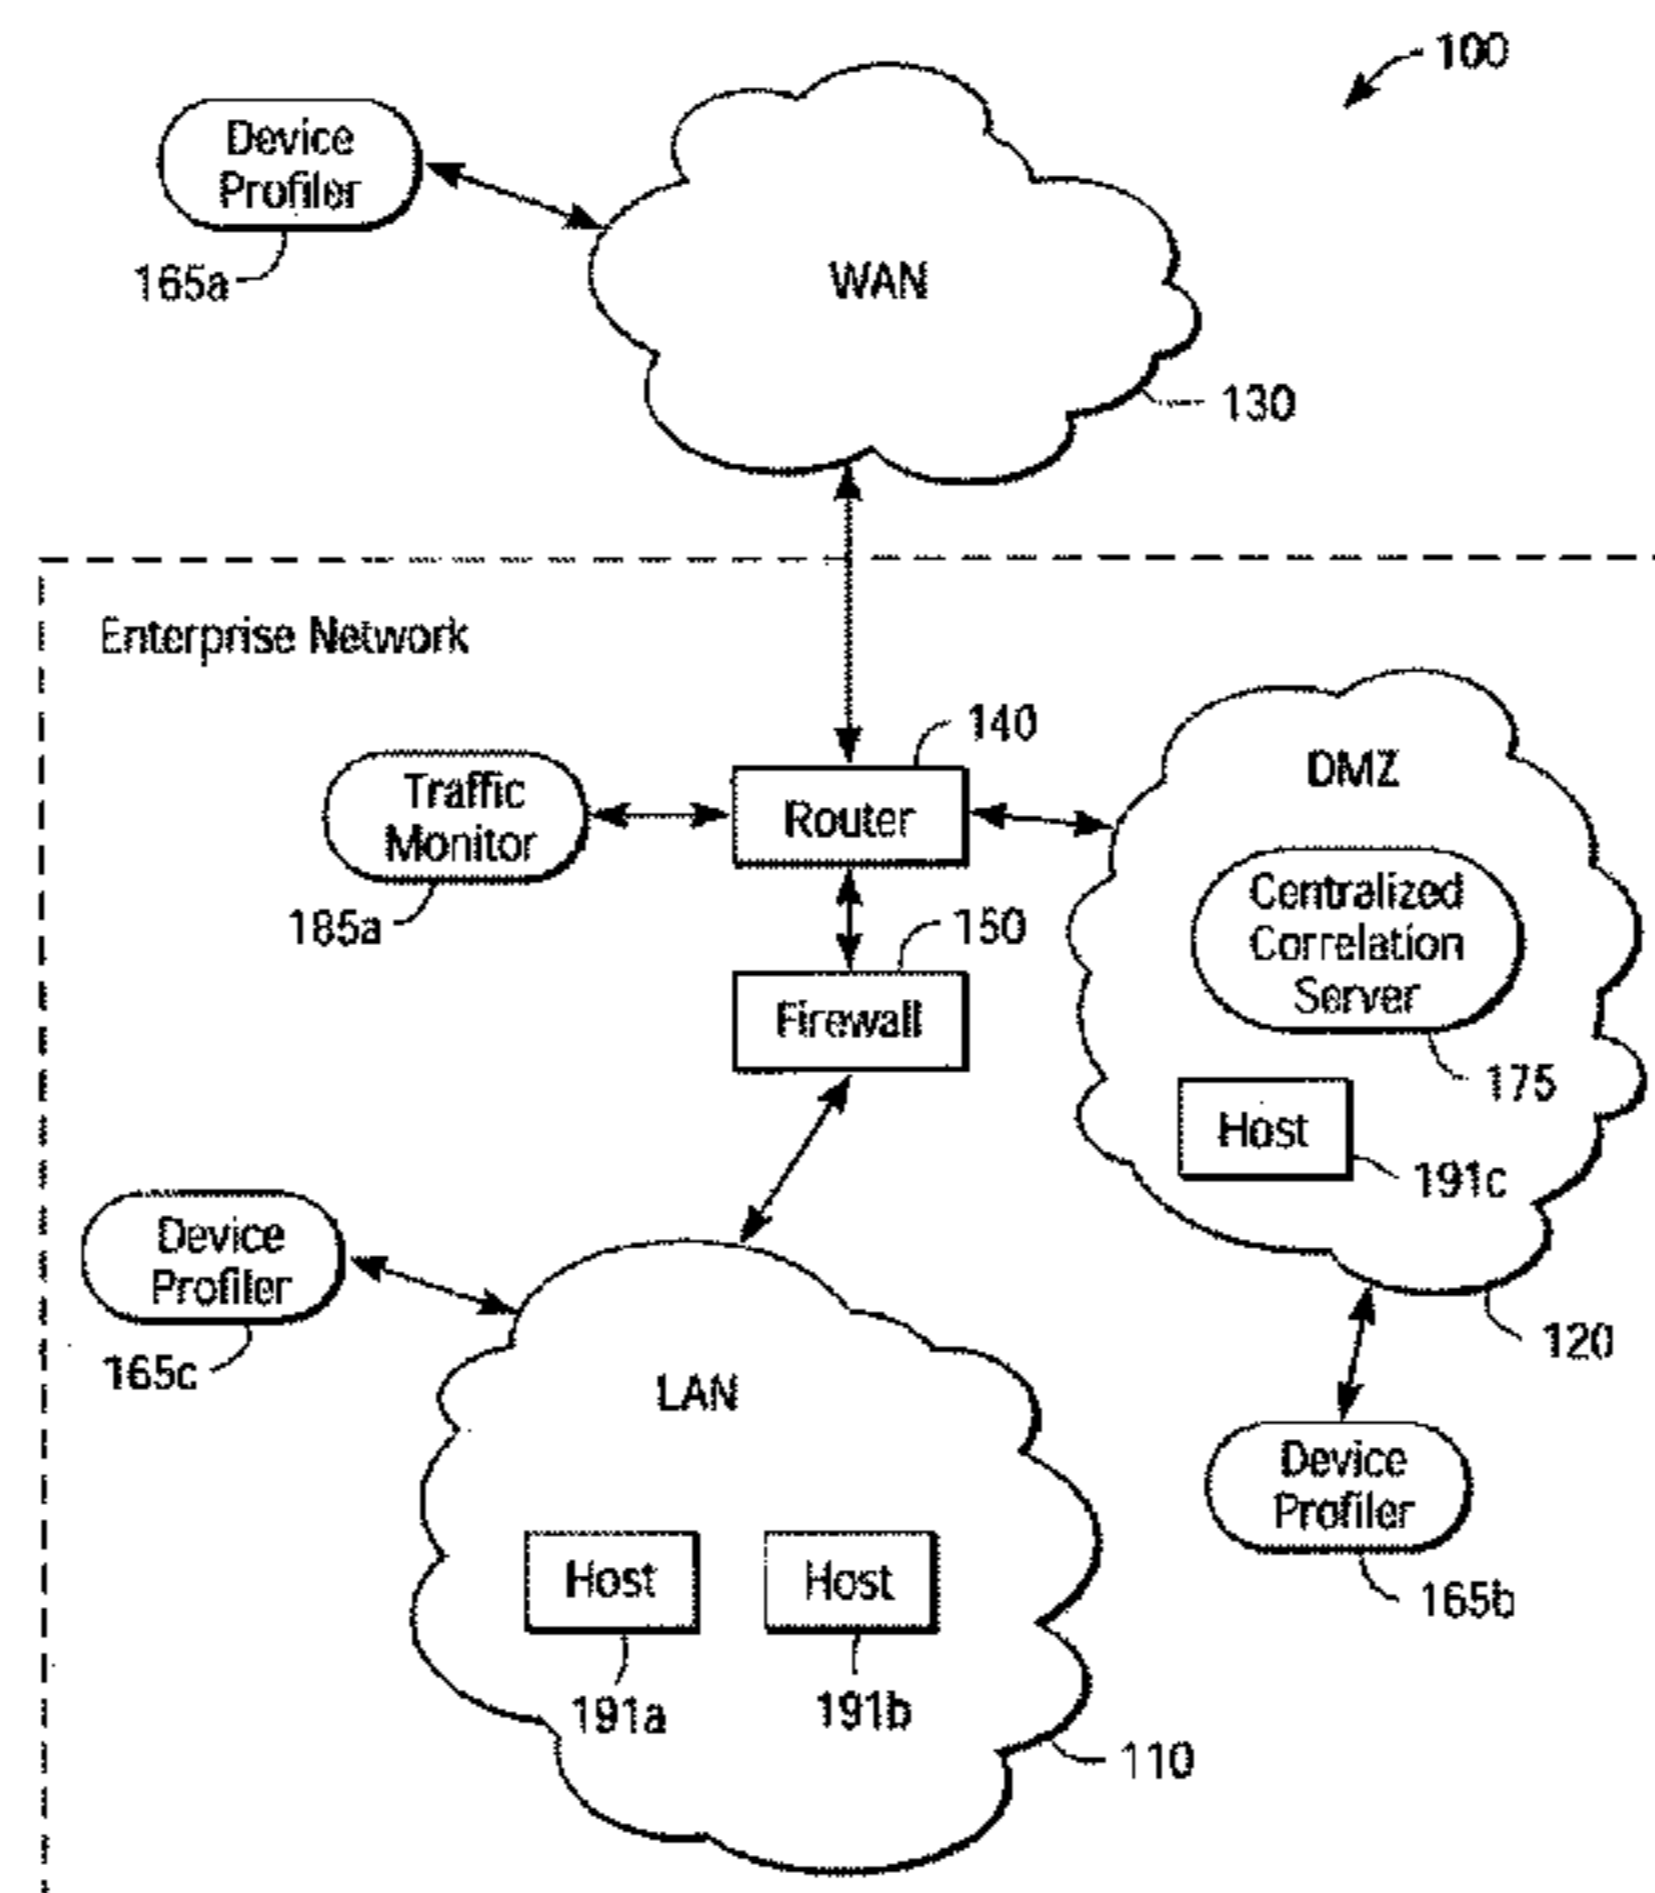 100
Device
Profiler
165a
WAN
130
Enterprise Network
140
Router
Traffic
Monitor
185a
150
Firewall
DMZ
Centralized
Correlation
Server
175
Host
191c
120
Device
Profiler
165c
LAN
Host
191a
Host
191b
110
Device
Profiler
165b